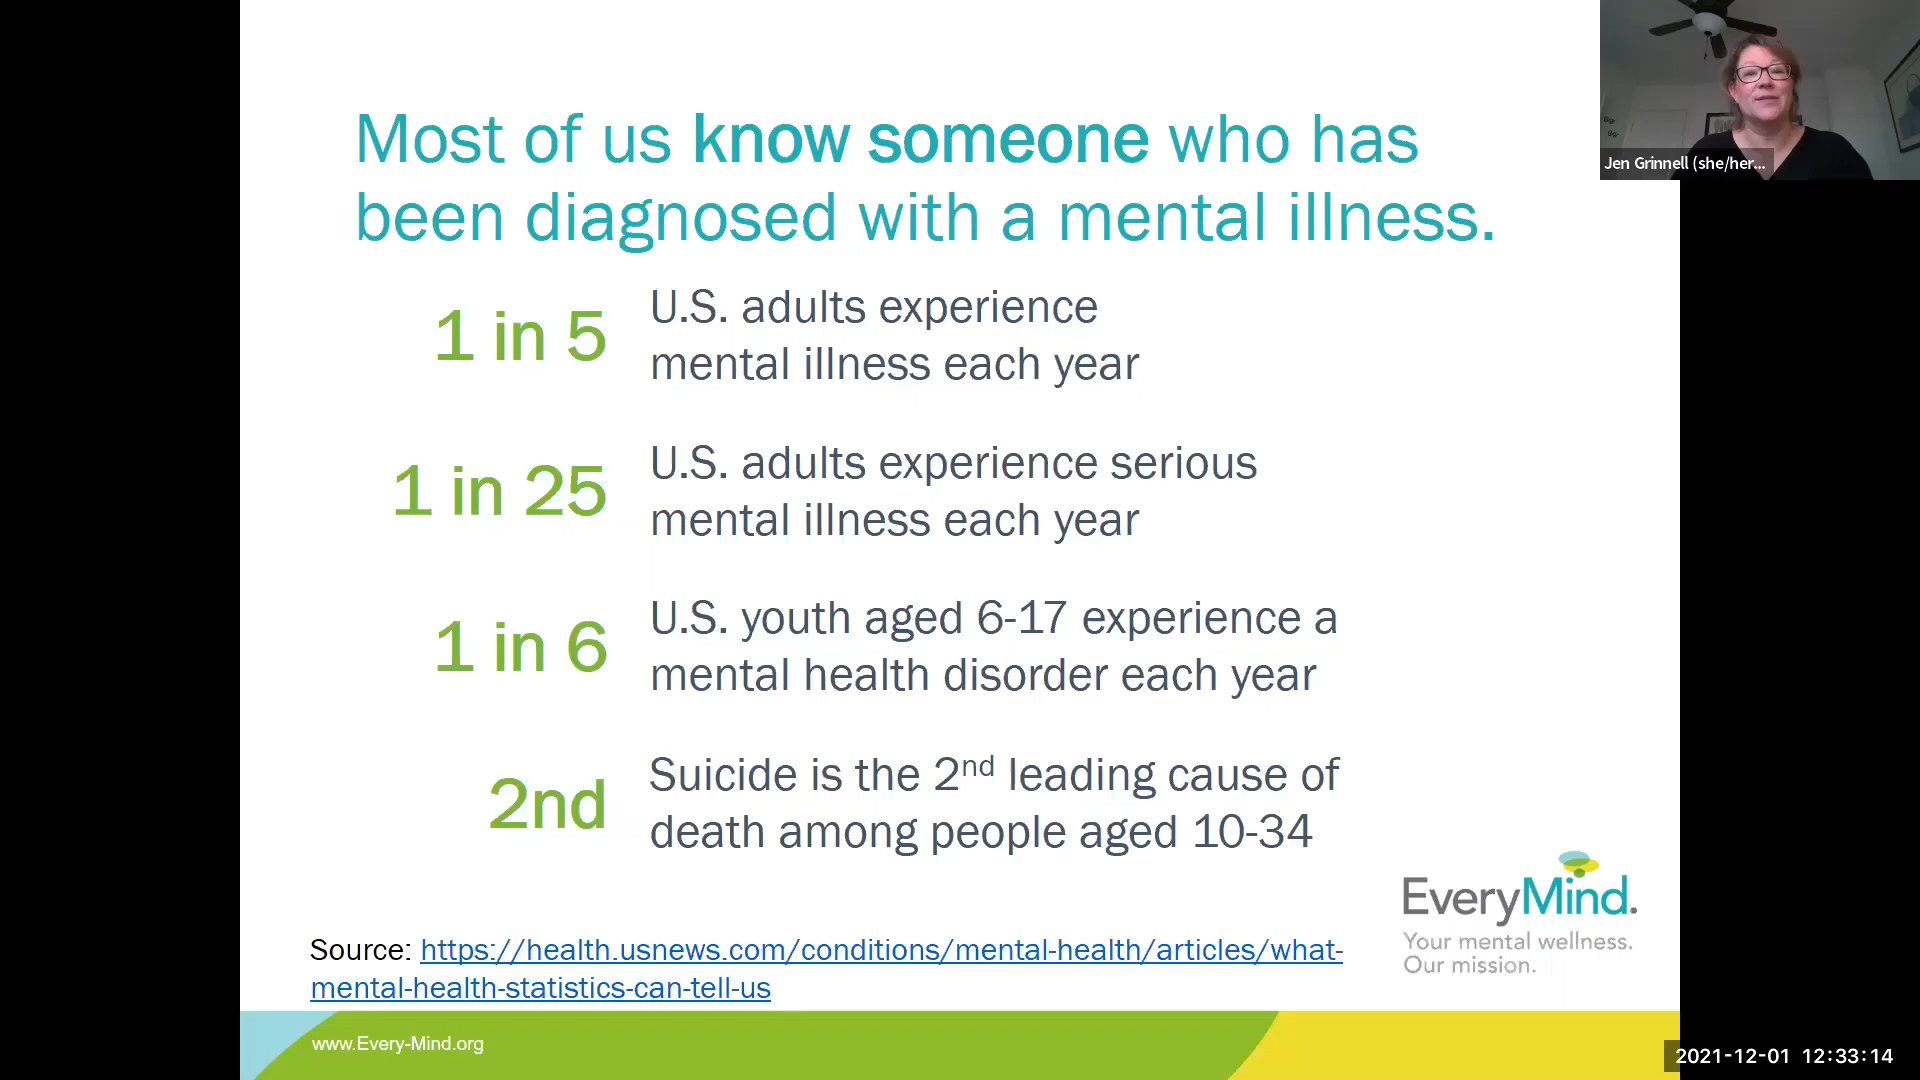 Most of us know someone who has
been diagnosed with a mental illness.
1 in 5
U.S. adults experience
mental illness each year
1 in 25
U.S. adults experience serious
mental illness each year
1 in 6
U.S. youth aged 6-17 experience a
mental health disorder each year
2nd
Suicide is the 2nd leading cause of
death among people aged 10-34
EveryMind.
Your mental wellness.
Our mission.
Source: https://health.usnews.com/conditions/mental-health/articles/what-
mental-health-statistics-can-tell-us
www.Every-Mind.org
Jen Grinnell (she/her...
2021-12-01 12:33:14